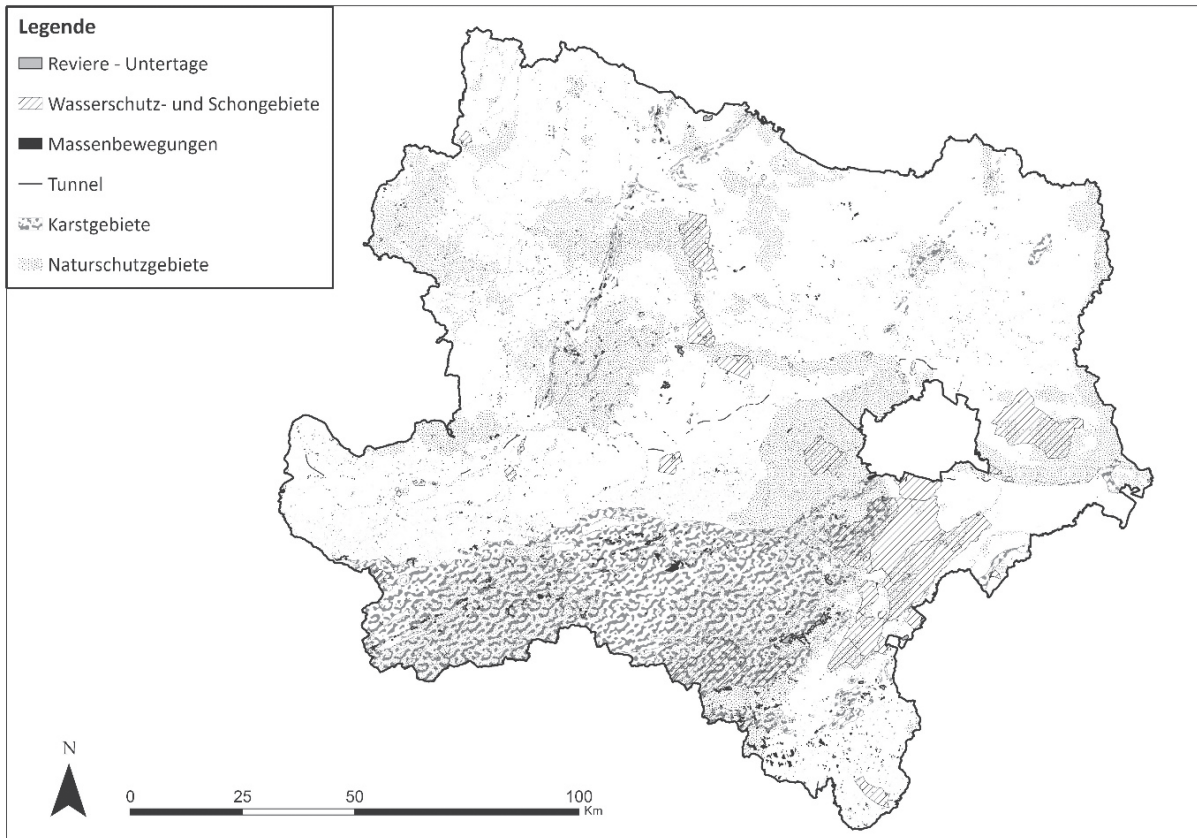 Legende
Reviere - Untertage
Wasserschutz- und Schongebiete
Massenbewegungen
Tunnel
Karstgebiete
Naturschutzgebiete
N
0 25 50 100
Km